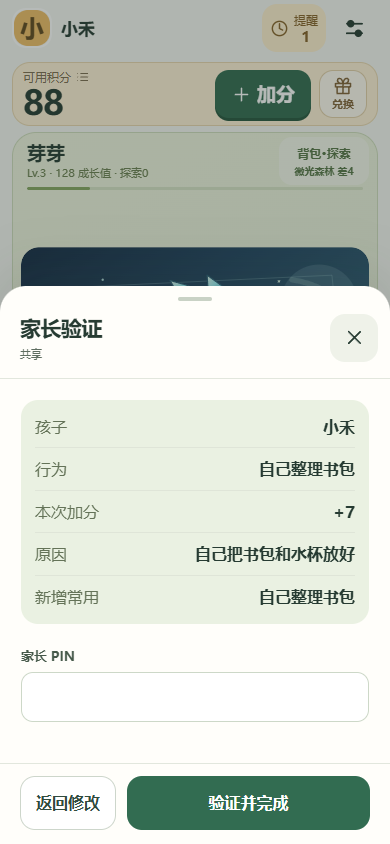 小 小禾
提醒
1
可用积分
88
+ 加分
兑换
芽芽
Lv.3 · 128 成长值 · 探索0
背包·探索
微光森林 差4
家长验证
共享
孩子 小禾
行为 自己整理书包
本次加分 +7
原因 自己把书包和水杯放好
新增常用 自己整理书包
家长 PIN
返回修改 验证并完成